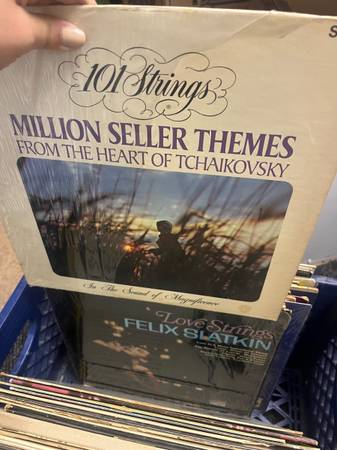 S
101 Strings
MILLION SELLER THEMES
FROM THE HEART OF TCHAIKOVSKY
In The Sound of Magnificence
Love Strings
FELIX SLATKIN